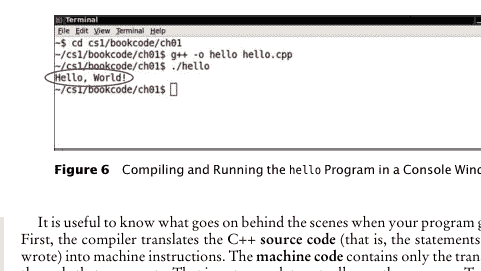 Terminal
File Edit View Terminal Help
~$ cd cs1/bookcode/ch01
~/cs1/bookcode/ch01$ g++ -o hello hello.cpp
~/cs1/bookcode/ch01$ ./hello
Hello, World!
~/cs1/bookcode/ch01$
Figure 6 Compiling and Running the hello Program in a Console
It is useful to know what goes on behind the scenes when your program
First, the compiler translates the C++ source code (that is, the statements
wrote) into machine instructions. The machine code contains only the